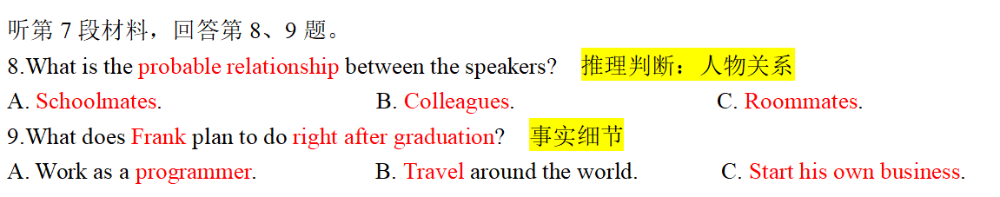 听第 7 段材料，回答第 8、9 题。
8.What is the probable relationship between the speakers? 推理判断：人物关系
A. Schoolmates. B. Colleagues. C. Roommates.
9.What does Frank plan to do right after graduation? 事实细节
A. Work as a programmer. B. Travel around the world. C. Start his own business.